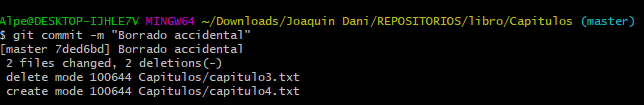 Alpe@DESKTOP-IJHLE7V MINGW64 ~/Downloads/Joaquin Dani/REPOSITORIOS/libro/Capitulos (master)
$ git commit -m "Borrado accidental"
[master 7ded6bd] Borrado accidental
 2 files changed, 2 deletions(-)
 delete mode 100644 Capitulos/capitulo3.txt
 create mode 100644 Capitulos/capitulo4.txt